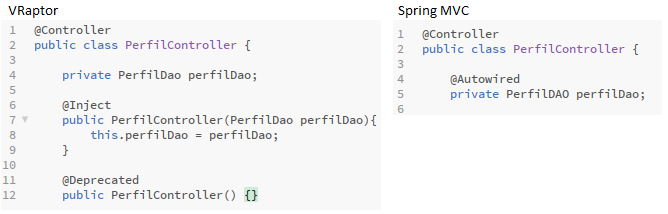 VRaptor
1 @Controller
2 public class PerfilController {
3
4 private PerfilDao perfilDao;
5
6 @Inject
7 public PerfilController(PerfilDao perfilDao){
8 this.perfilDao = perfilDao;
9 }
10
11 @Deprecated
12 public PerfilController() {}
Spring MVC
1 @Controller
2 public class PerfilController {
3
4 @Autowired
5 private PerfilDAO perfilDao;
6